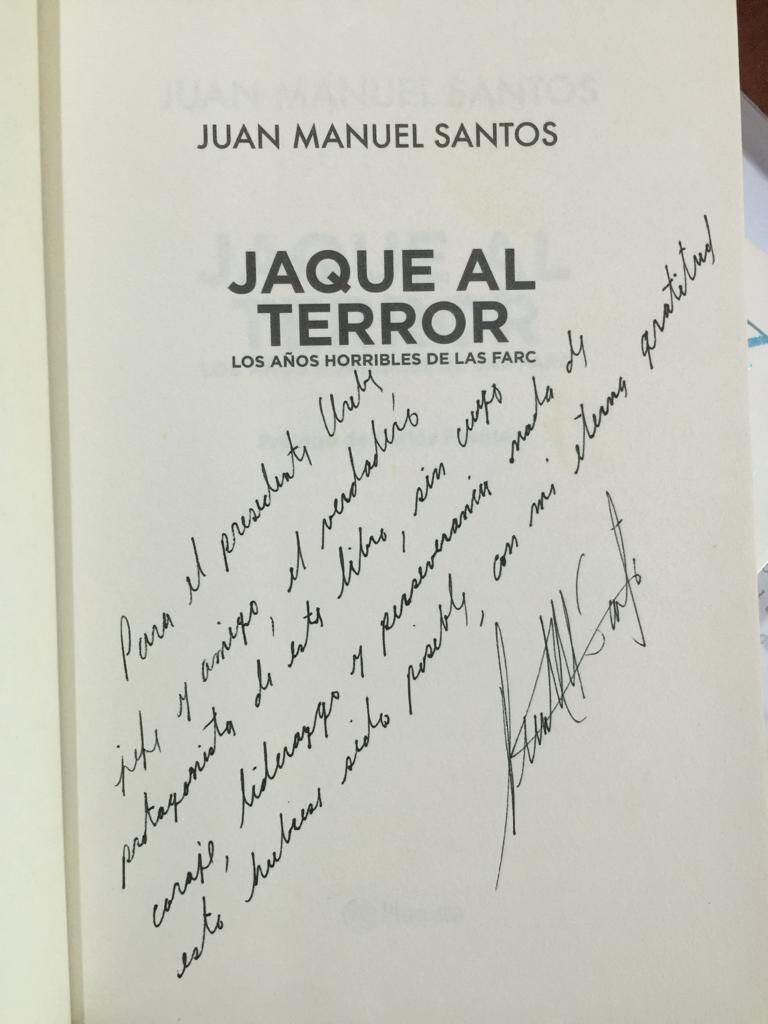 JUAN MANUEL SANTOS
JAQUE AL
TERROR
LOS AÑOS HORRIBLES DE LAS FARC
Para el presidente Uribe,
jefe y amigo, el verdadero
protagonista de este libro, sin cuyo
coraje, liderazgo y perseverancia nada de
esto hubiese sido posible, con mi eterna gratitud